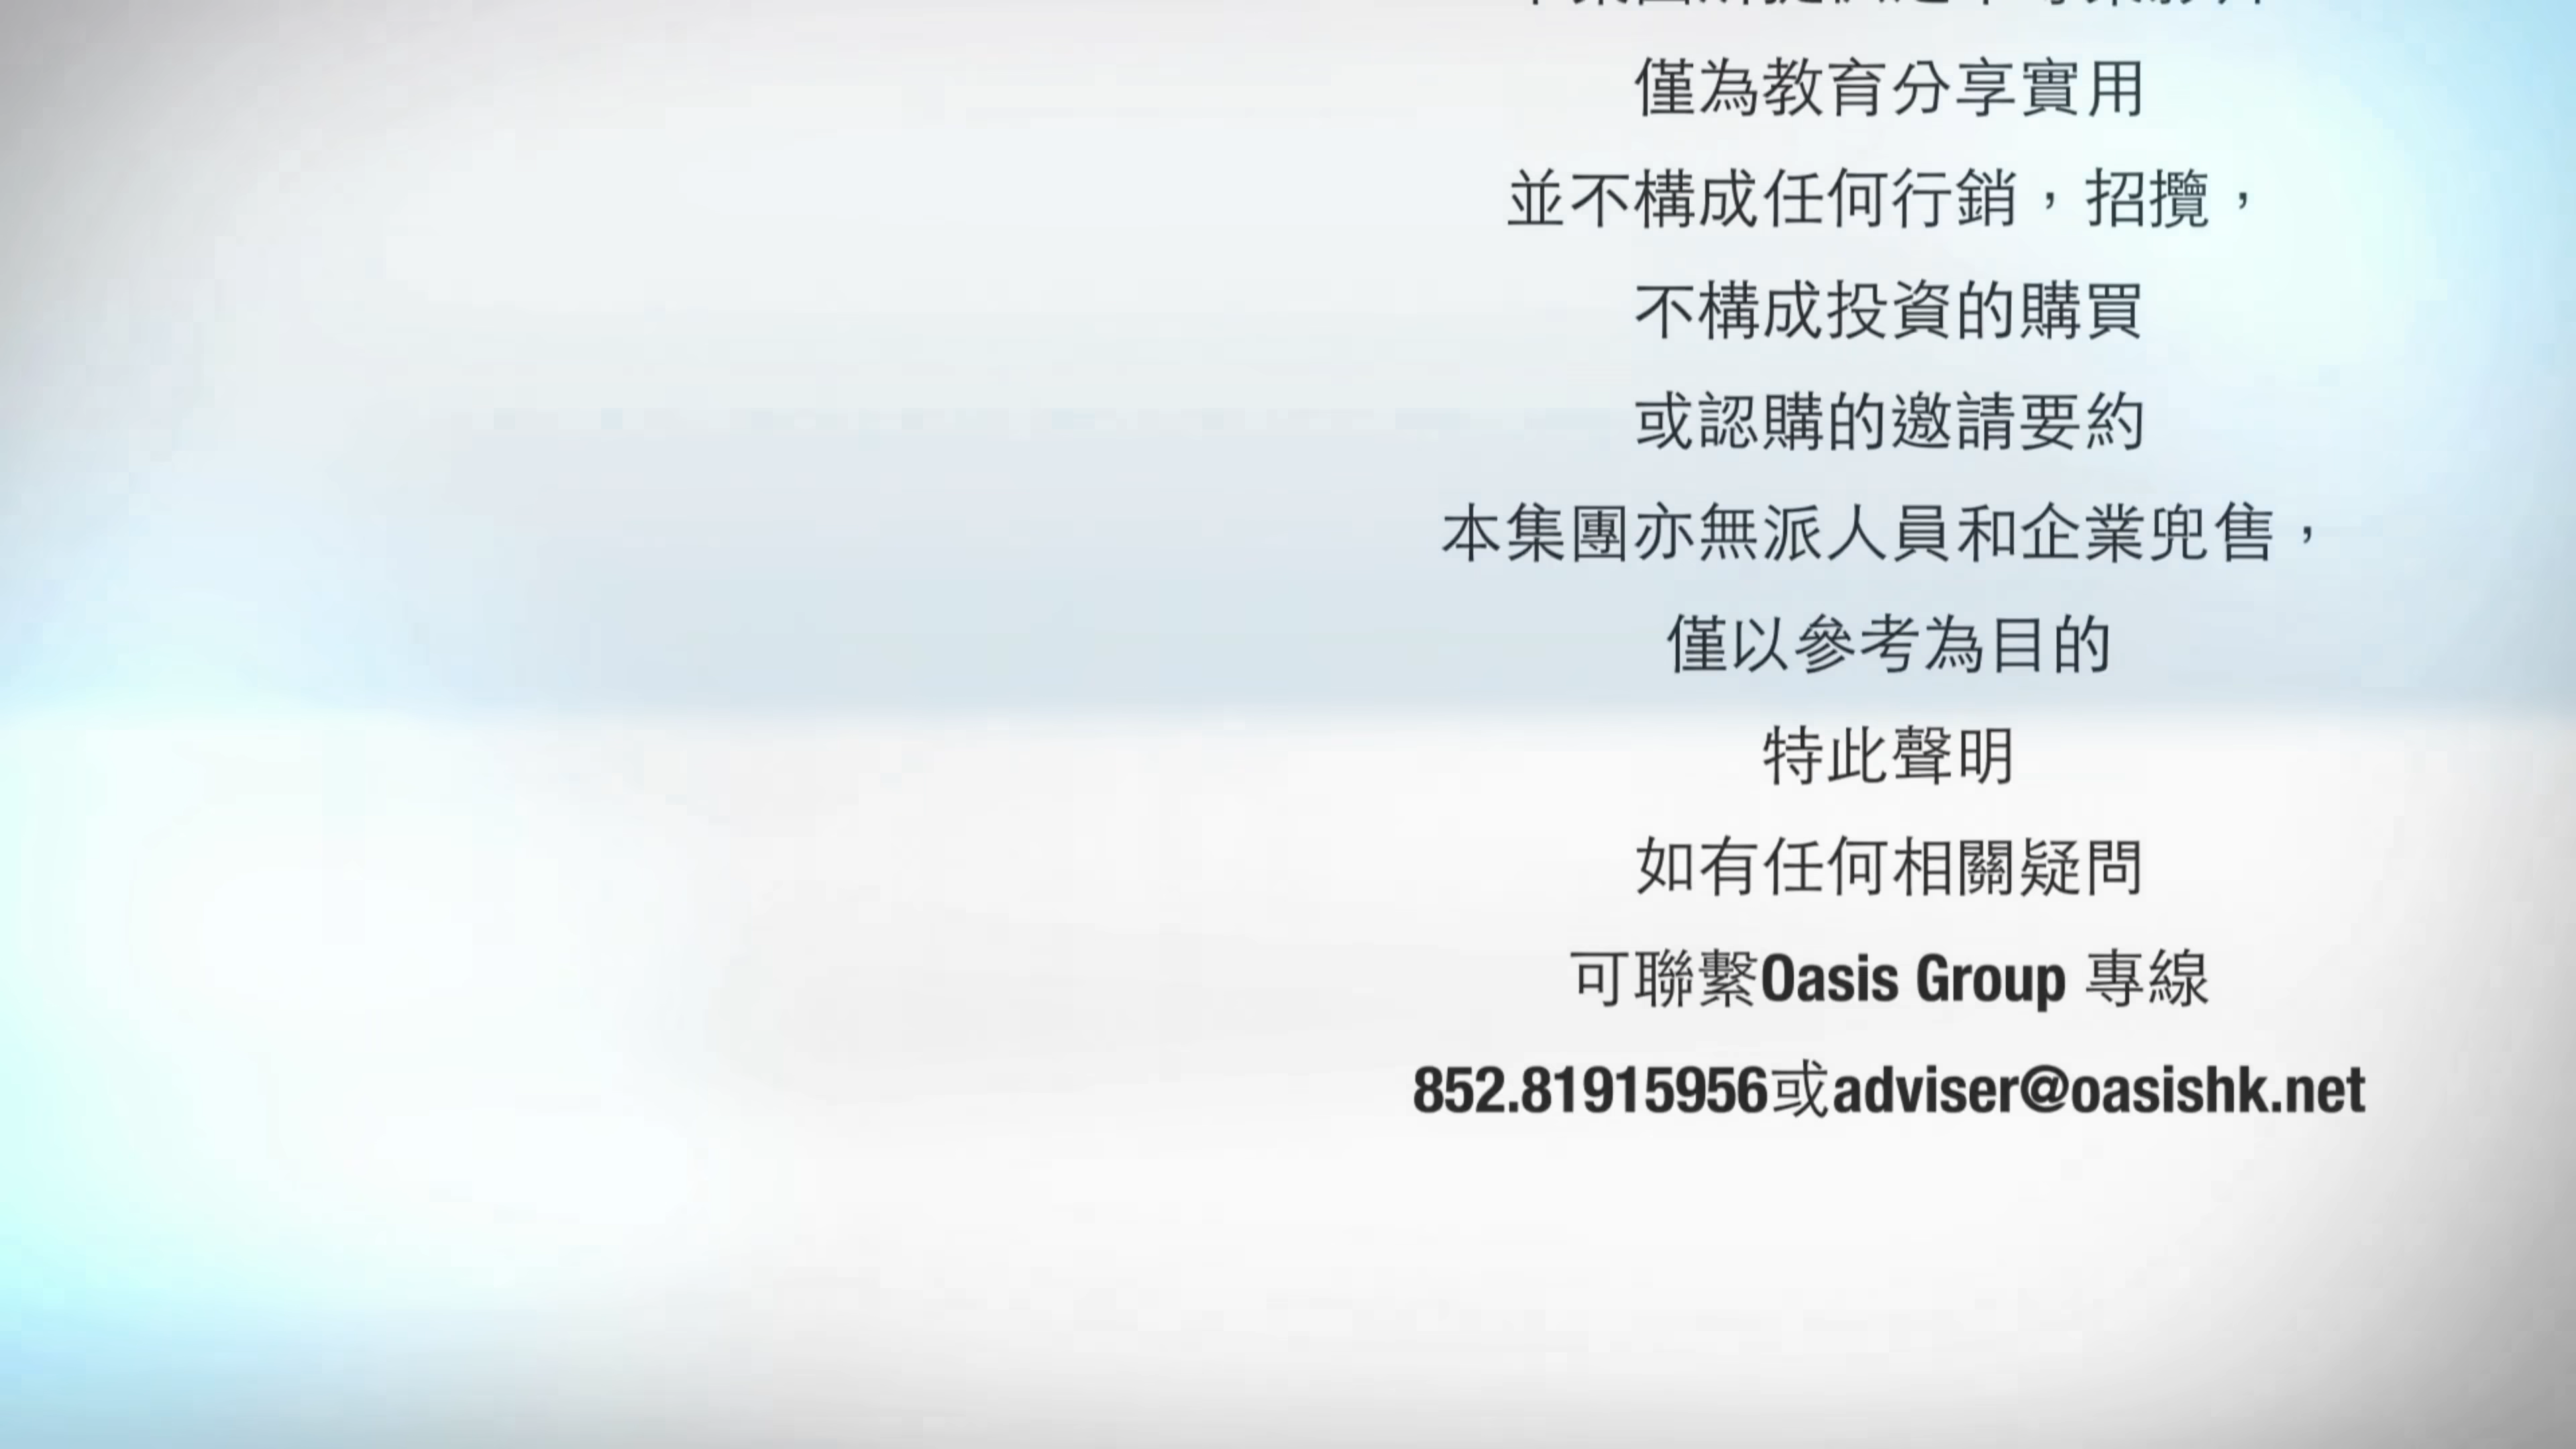 僅為教育分享實用
並不構成任何行銷，招攬，
不構成投資的購買
或認購的邀請要約
本集團亦無派人員和企業兜售，
僅以參考為目的
特此聲明
如有任何相關疑問
可聯繫Oasis Group 專線
852.81915956或adviser@oasishk.net